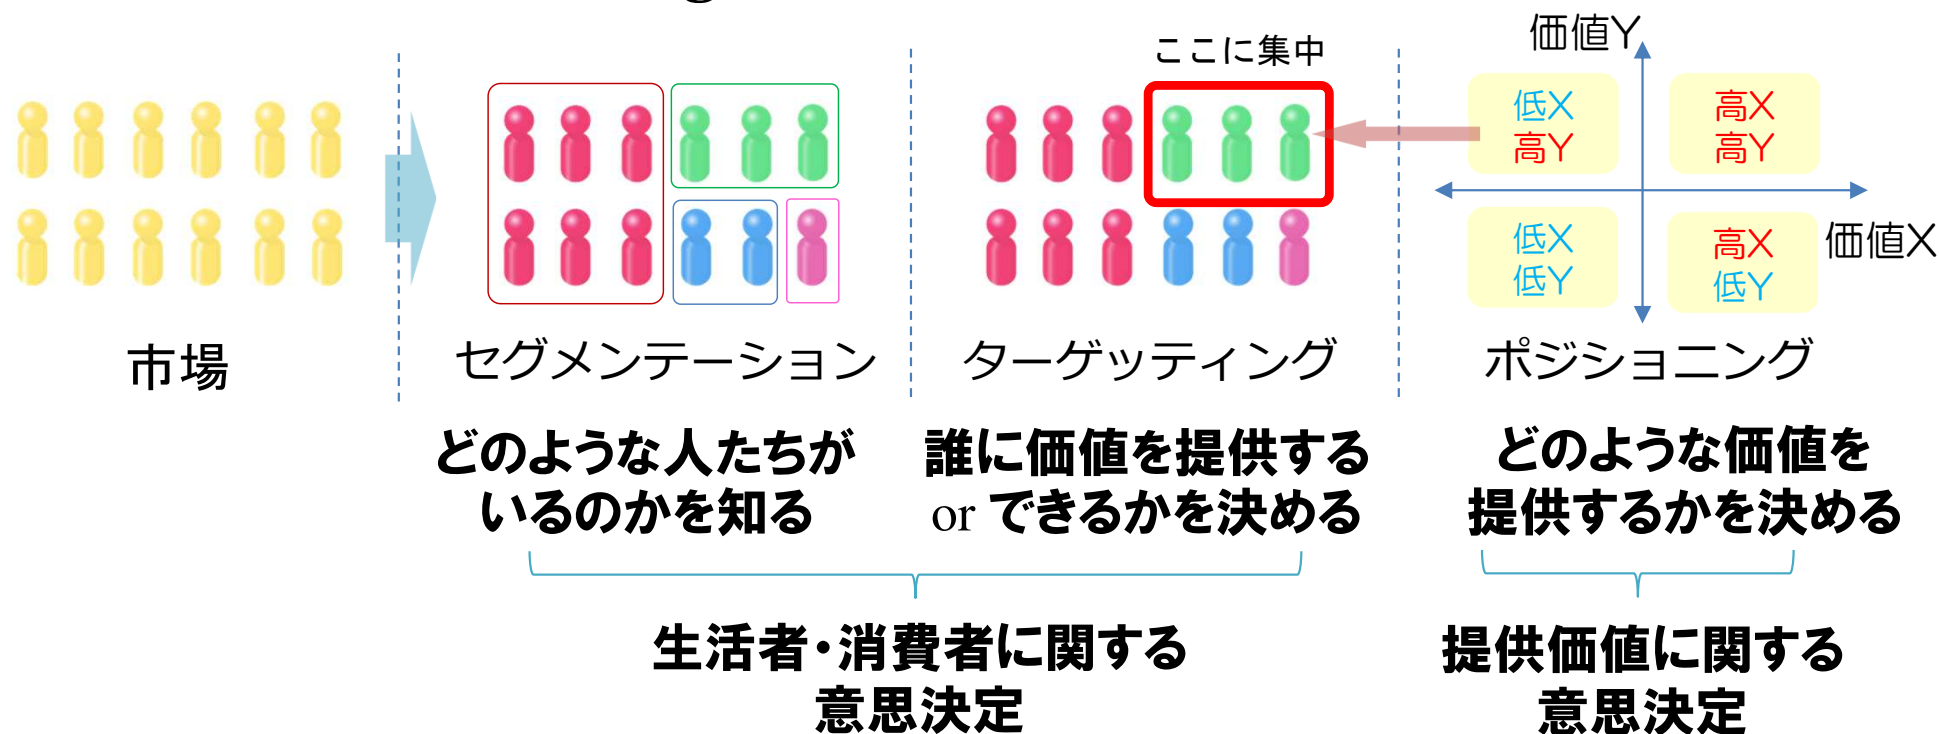 ここに集中
価値Y
低X
高Y
高X
高Y
低X
低Y
高X
低Y
価値X
市場
セグメンテーション
ターゲッティング
ポジショニング
どのような人たちが
いるのかを知る
誰に価値を提供する
or できるかを決める
どのような価値を
提供するかを決める
生活者・消費者に関する
意思決定
提供価値に関する
意思決定